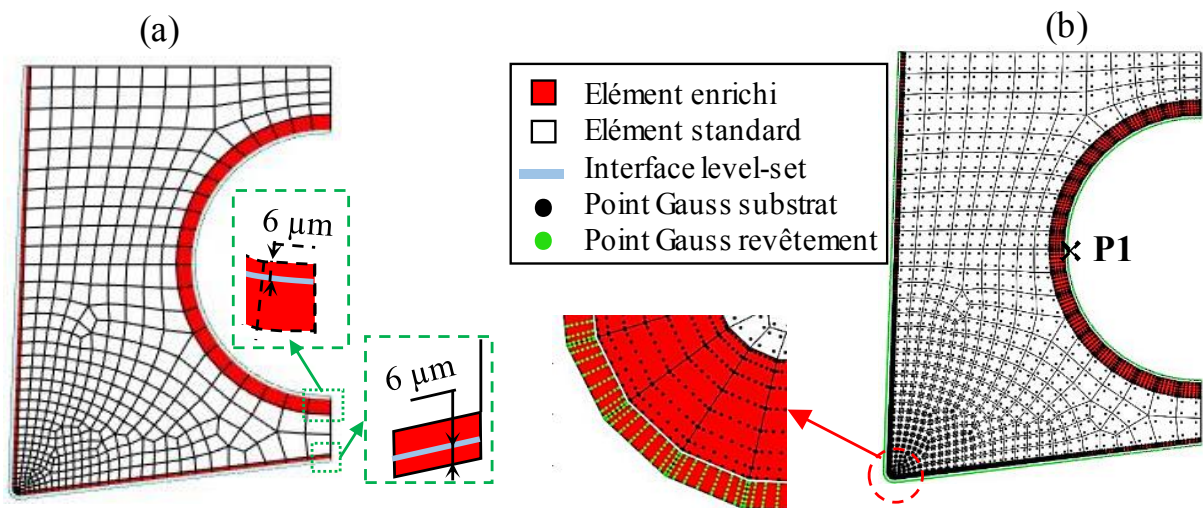 (a)
(b)
Elément enrichi
Elément standard
Interface level-set
Point Gauss substrat
Point Gauss revêtement
6 µm
P1
6 µm